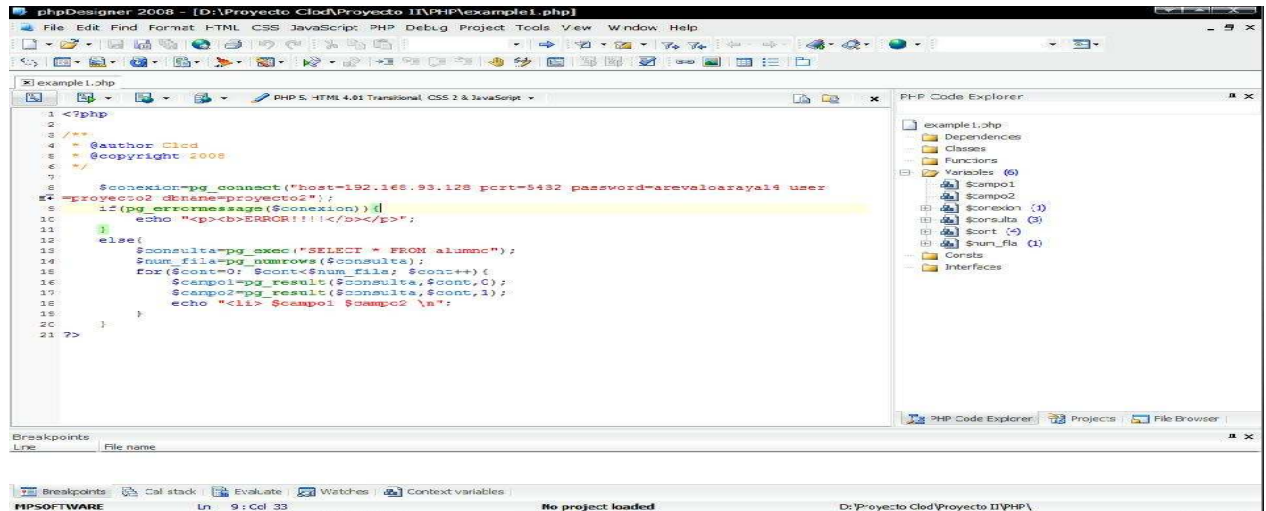 phpDesigner 2008 - [D:\Proyecto Clod\Proyecto II\PHP\example1.php]
File Edit Find Format HTML CSS JavaScript PHP Debug Project Tools View Window Help
example1.php
PHP 5, HTML 4.01 Transitional, CSS 2 & JavaScript
1 <?php
2
3 /**
4 * @author Clod
5 * @copyright 2008
6 */
7
8 $conexion=pg_connect("host=192.168.93.128 port=5432 password=arevaloaraya14 user
=proyecto2 dbname=proyecto2");
9 if(pg_errormessage($conexion)){
10 echo "<p><b>ERROR!!!!</b></p>";
11 }
12 else{
13 $consulta=pg_exec("SELECT * FROM alumno");
14 $num_fila=pg_numrows($consulta);
15 for($cont=0; $cont<$num_fila; $cont++){
16 $campo1=pg_result($consulta,$cont,0);
17 $campo2=pg_result($consulta,$cont,1);
18 echo "<li> $campo1 $campo2 \n";
19 }
20 }
21 ?>
PHP Code Explorer
example1.php
Dependences
Classes
Functions
Variables (6)
$campo1
$campo2
$conexion (1)
$consulta (3)
$cont (4)
$num_fila (1)
Consts
Interfaces
PHP Code Explorer Projects File Browser
Breakpoints
Line File name
Breakpoints Call stack Evaluate Watches Context variables
MPSOFTWARE Ln 9 : Col 33 No project loaded D:\Proyecto Clod\Proyecto II\PHP\